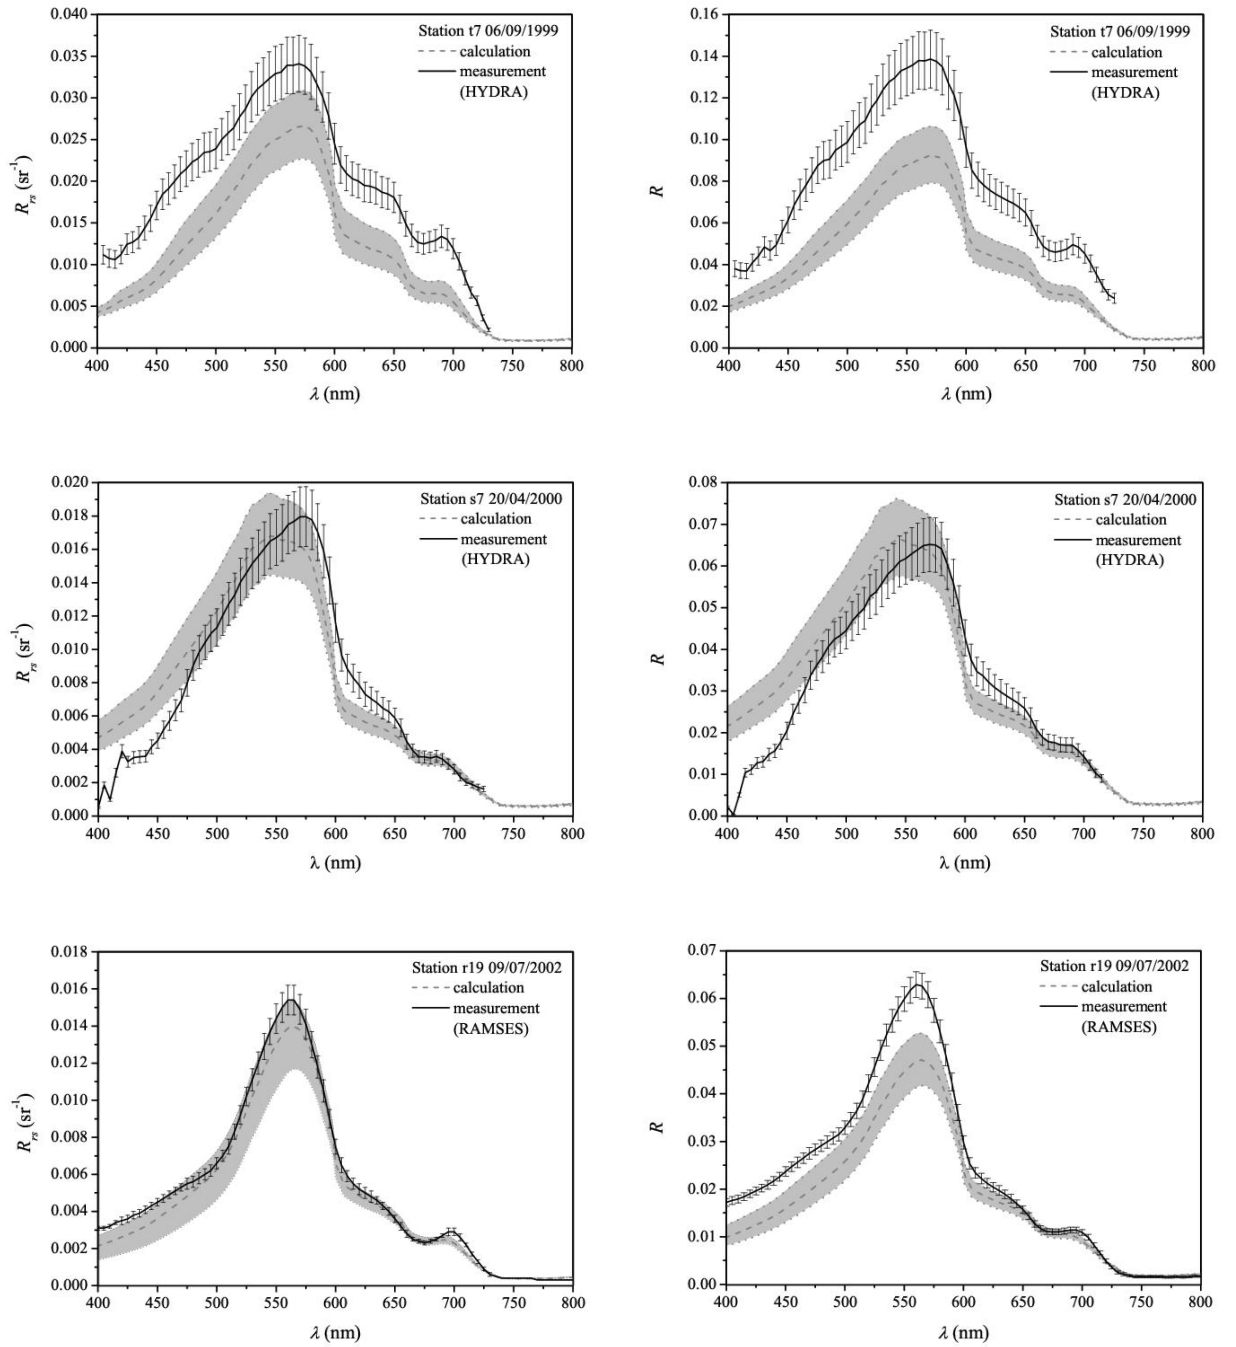 Station t7 06/09/1999
calculation
measurement
(HYDRA)
0.040
0.035
0.030
0.025
0.020
0.015
0.010
0.005
0.000
R_rs (sr⁻¹)
400 450 500 550 600 650 700 750 800
λ (nm)
Station t7 06/09/1999
calculation
measurement
(HYDRA)
0.16
0.14
0.12
0.10
0.08
0.06
0.04
0.02
0.00
R
400 450 500 550 600 650 700 750 800
λ (nm)
Station s7 20/04/2000
calculation
measurement
(HYDRA)
0.020
0.018
0.016
0.014
0.012
0.010
0.008
0.006
0.004
0.002
0.000
R_rs (sr⁻¹)
400 450 500 550 600 650 700 750 800
λ (nm)
Station s7 20/04/2000
calculation
measurement
(HYDRA)
0.08
0.07
0.06
0.05
0.04
0.03
0.02
0.01
0.00
R
400 450 500 550 600 650 700 750 800
λ (nm)
Station r19 09/07/2002
calculation
measurement
(RAMSES)
0.018
0.016
0.014
0.012
0.010
0.008
0.006
0.004
0.002
0.000
R_rs (sr⁻¹)
400 450 500 550 600 650 700 750 800
λ (nm)
Station r19 09/07/2002
calculation
measurement
(RAMSES)
0.07
0.06
0.05
0.04
0.03
0.02
0.01
0.00
R
400 450 500 550 600 650 700 750 800
λ (nm)